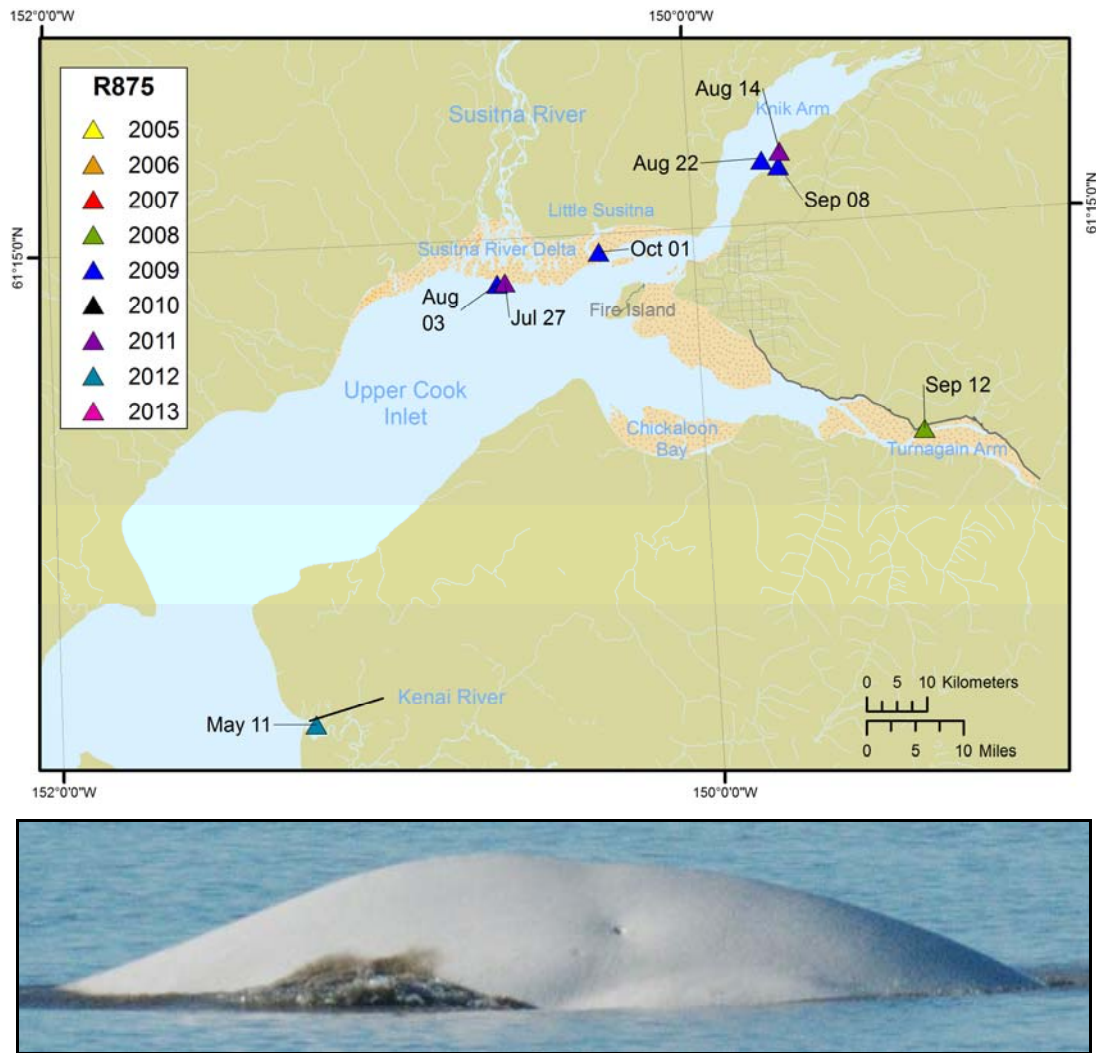 152°0'0"W
150°0'0"W
R875
2005
2006
2007
2008
2009
2010
2011
2012
2013
Susitna River
Aug 14
Knik Arm
Aug 22
Sep 08
61°15'0"N
61°15'0"N
Little Susitna
Susitna River Delta
Oct 01
Aug
03
Jul 27
Fire Island
Upper Cook
Inlet
Sep 12
Chickaloon
Bay
Turnagain Arm
Kenai River
May 11
0 5 10 Kilometers
0 5 10 Miles
152°0'0"W
150°0'0"W